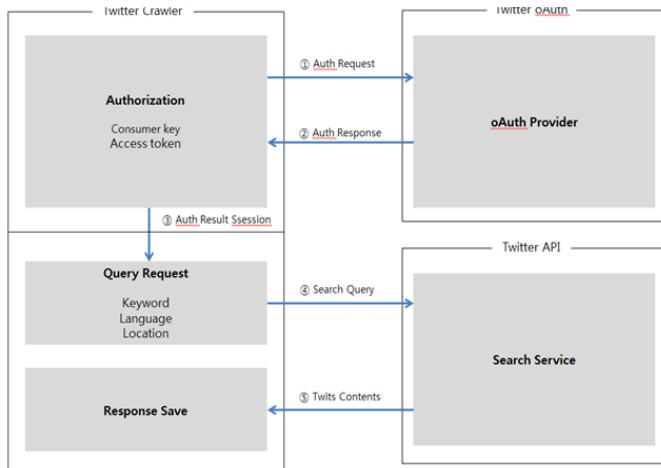 Twitter Crawler
Twitter oAuth
Authorization
Consumer key
Access token
① Auth Request
② Auth Response
oAuth Provider
③ Auth Result Ssession
Query Request
Keyword
Language
Location
④ Search Query
Twitter API
Search Service
Response Save
⑤ Twits Contents